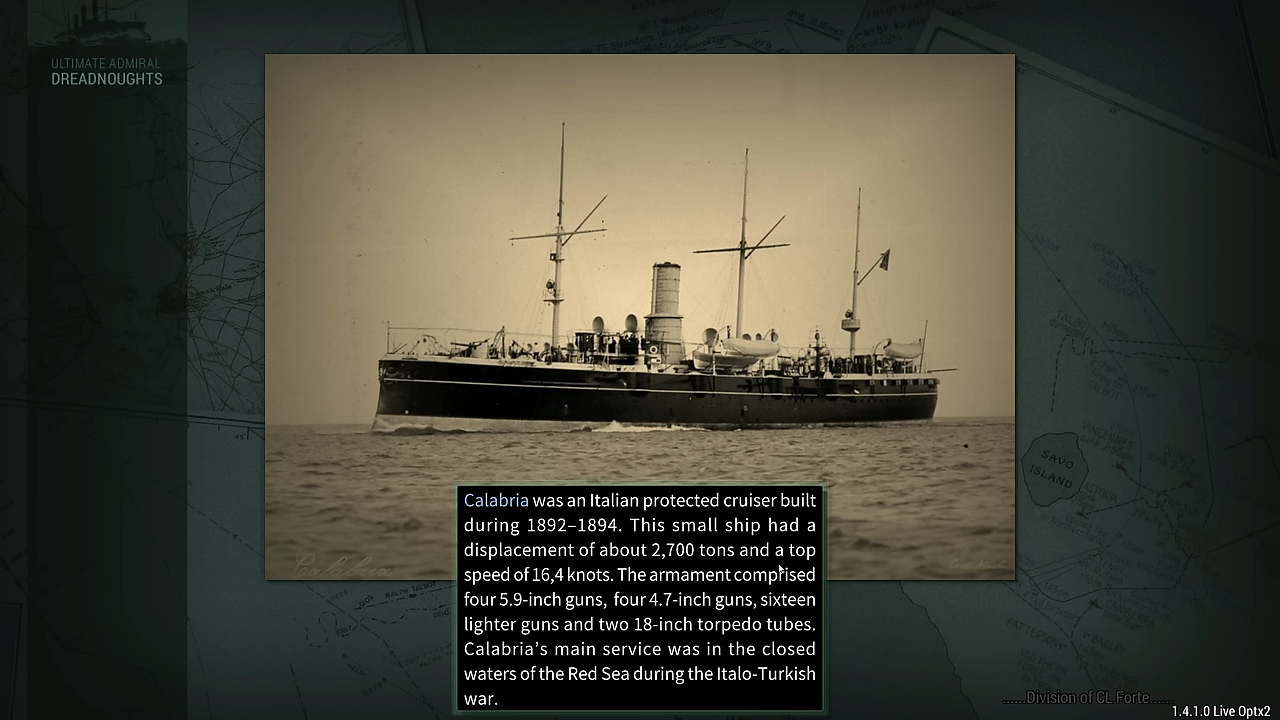 ULTIMATE ADMIRAL
DREADNOUGHTS
SAVO
ISLAND
Calabria was an Italian protected cruiser built
during 1892–1894. This small ship had a
displacement of about 2,700 tons and a top
speed of 16,4 knots. The armament comprised
four 5.9-inch guns, four 4.7-inch guns, sixteen
lighter guns and two 18-inch torpedo tubes.
Calabria's main service was in the closed
waters of the Red Sea during the Italo-Turkish
war.
......Division of CL Forte......
1.4.1.0 Live Optx2